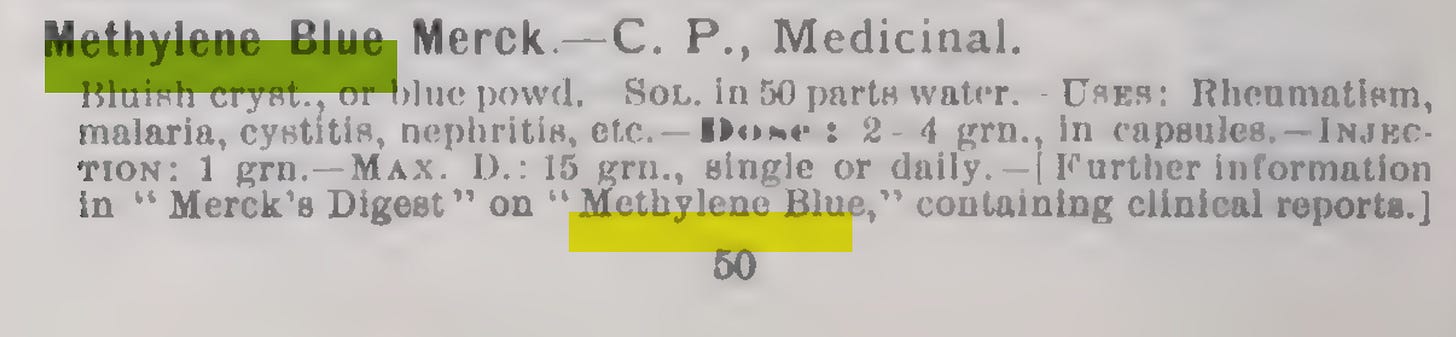 Methylene Blue Merck.—C. P., Medicinal.
Bluish cryst., or blue powd. SOL. in 50 parts water. - USES: Rheumatism,
malaria, cystitis, nephritis, etc.—Dose: 2-4 grn., in capsules.—INJEC-
TION: 1 grn.—MAX. D.: 15 grn., single or daily.—[Further information
in “Merck's Digest” on “Methylene Blue,” containing clinical reports.]
50